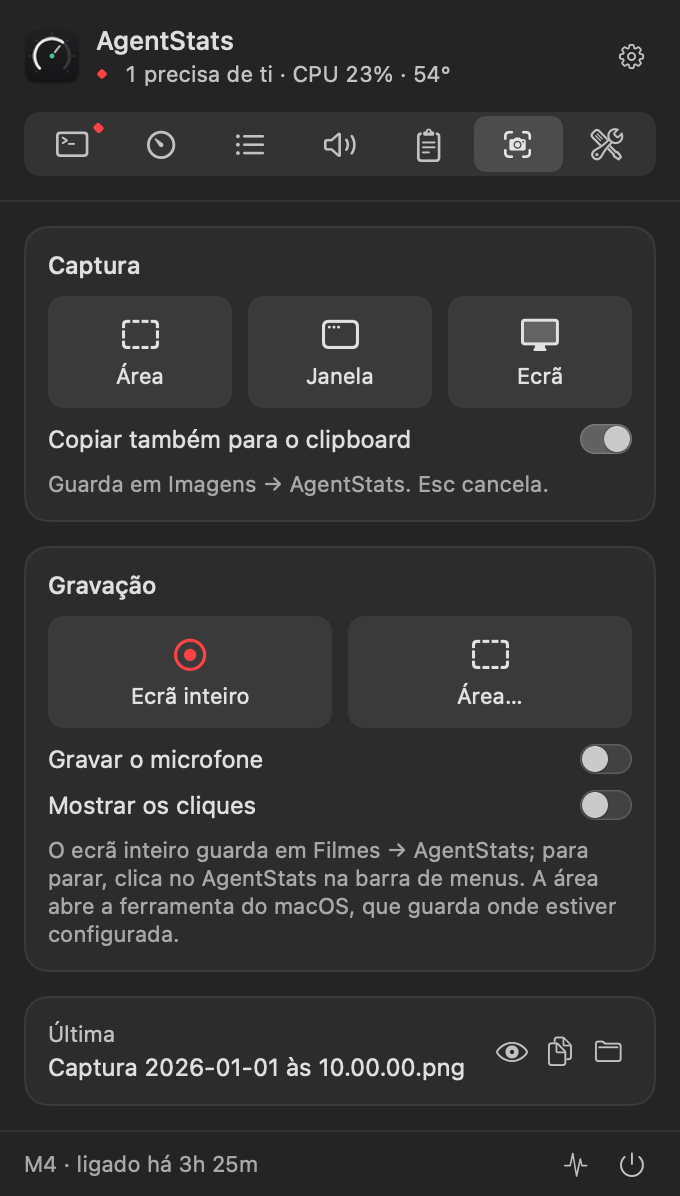 AgentStats
1 precisa de ti · CPU 23% · 54°
Captura
Área
Janela
Ecrã
Copiar também para o clipboard
Guarda em Imagens → AgentStats. Esc cancela.
Gravação
Ecrã inteiro
Área...
Gravar o microfone
Mostrar os cliques
O ecrã inteiro guarda em Filmes → AgentStats; para
parar, clica no AgentStats na barra de menus. A área
abre a ferramenta do macOS, que guarda onde estiver
configurada.
Última
Captura 2026-01-01 às 10.00.00.png
M4 · ligado há 3h 25m